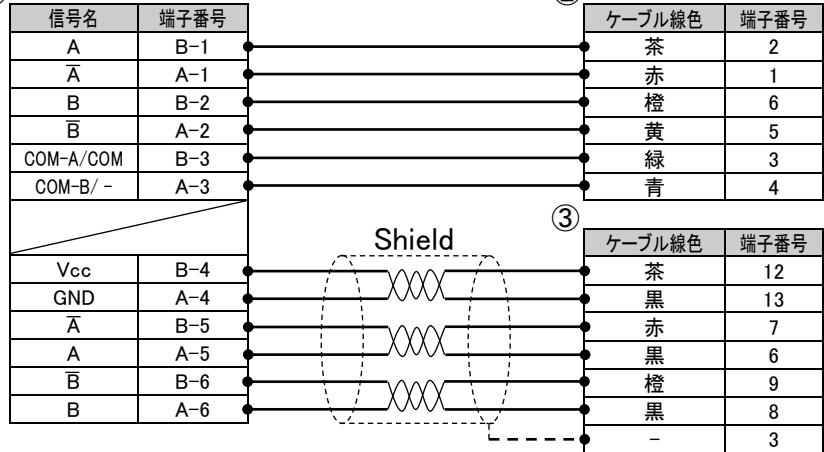 信号名 端子番号
A B-1
A̅ A-1
B B-2
B̅ A-2
COM-A/COM B-3
COM-B/- A-3
Vcc B-4
GND A-4
A̅ B-5
A A-5
B̅ B-6
B A-6
Shield
ケーブル線色 端子番号
茶 2
赤 1
橙 6
黄 5
緑 3
青 4
③
ケーブル線色 端子番号
茶 12
黒 13
赤 7
黒 6
橙 9
黒 8
- 3